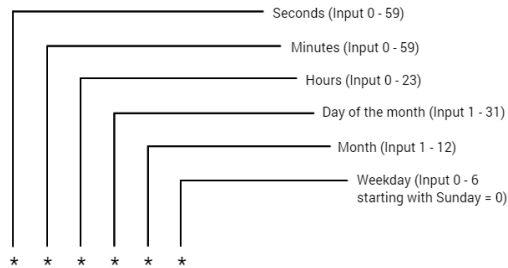 Seconds (Input 0 - 59)
Minutes (Input 0 - 59)
Hours (Input 0 - 23)
Day of the month (Input 1 - 31)
Month (Input 1 - 12)
Weekday (Input 0 - 6
starting with Sunday = 0)
* * * * * *